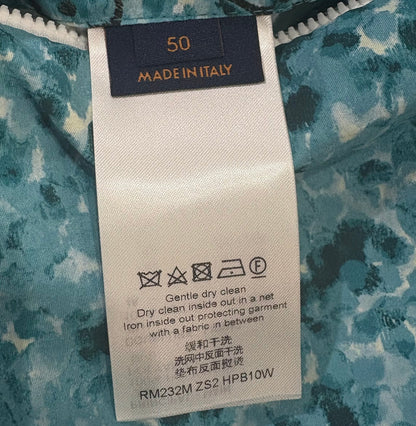 50
MADE IN ITALY
F
Gentle dry clean
Dry clean inside out in a net
Iron inside out protecting garment
with a fabric in between
缓和干洗
洗网中反面干洗
垫布反面熨烫
RM232M ZS2 HPB10W